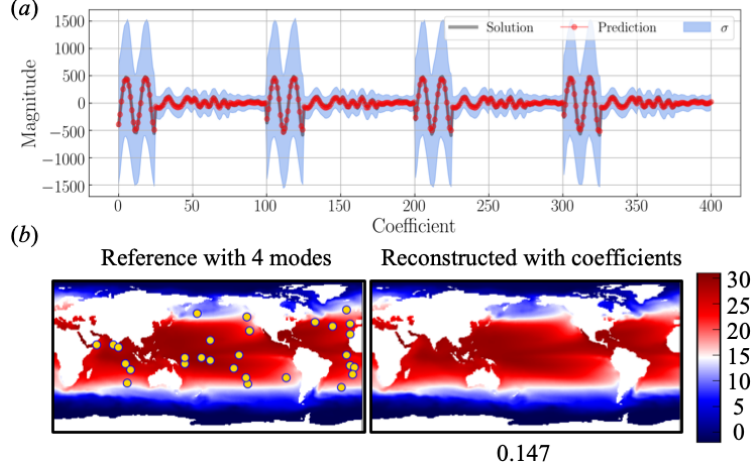 (a)
1500
1000
500
0
−500
−1000
−1500
Magnitude
Solution Prediction σ
0 50 100 150 200 250 300 350 400
Coefficient
(b)
Reference with 4 modes Reconstructed with coefficients
30
25
20
15
10
5
0
0.147